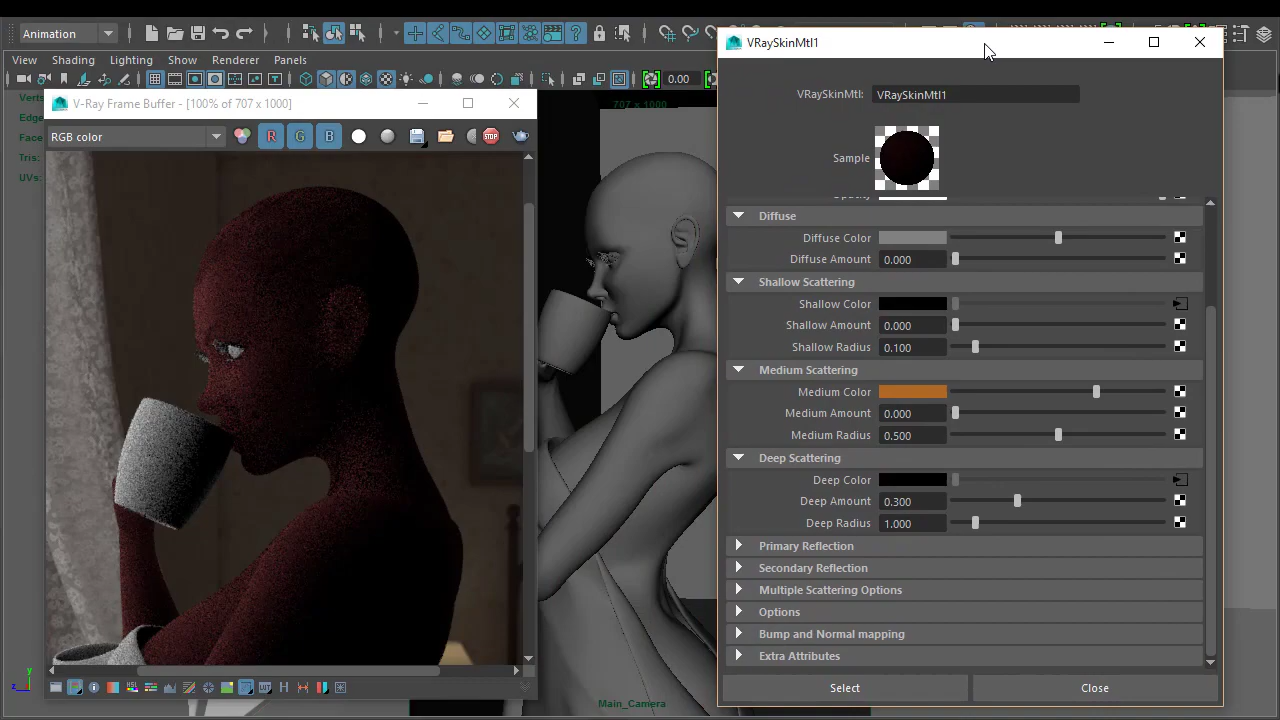 Animation
View Shading Lighting Show Renderer Panels
0.00
Verts
Edge
Face
Tris:
UVs:
V-Ray Frame Buffer - [100% of 707 x 1000]
RGB color
R G B
STOP
HSL
H
707 x 1000
Main_Camera
y
z
VRaySkinMtl1
VRaySkinMtl: VRaySkinMtl1
Sample
Opacity
Diffuse
Diffuse Color
Diffuse Amount 0.000
Shallow Scattering
Shallow Color
Shallow Amount 0.000
Shallow Radius 0.100
Medium Scattering
Medium Color
Medium Amount 0.000
Medium Radius 0.500
Deep Scattering
Deep Color
Deep Amount 0.300
Deep Radius 1.000
Primary Reflection
Secondary Reflection
Multiple Scattering Options
Options
Bump and Normal mapping
Extra Attributes
Select Close